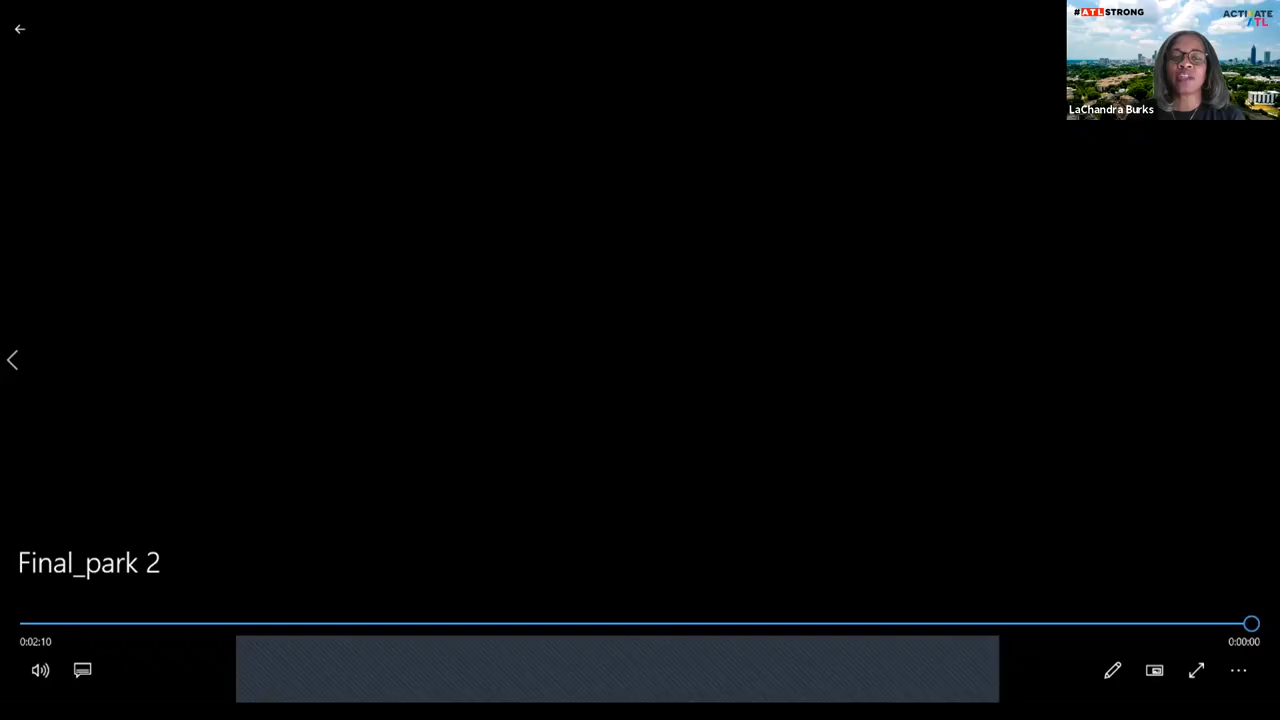 #ATLSTRONG
ACTIVATE
ATL
LaChandra Burks
Final_park 2
0:02:10
0:00:00